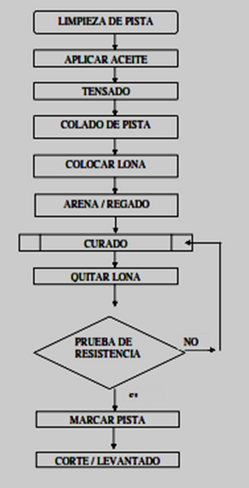 LIMPIEZA DE PISTA
APLICAR ACEITE
TENSADO
COLADO DE PISTA
COLOCAR LONA
ARENA / REGADO
CURADO
QUITAR LONA
PRUEBA DE
RESISTENCIA
NO
MARCAR PISTA
CORTE / LEVANTADO